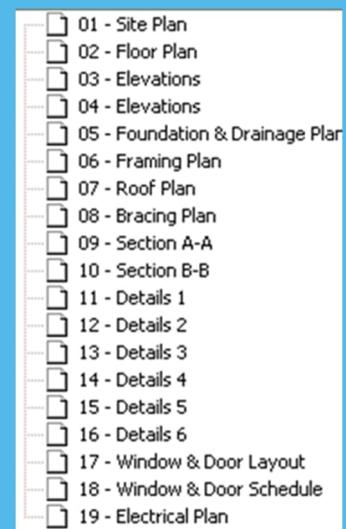 01 - Site Plan
02 - Floor Plan
03 - Elevations
04 - Elevations
05 - Foundation & Drainage Plan
06 - Framing Plan
07 - Roof Plan
08 - Bracing Plan
09 - Section A-A
10 - Section B-B
11 - Details 1
12 - Details 2
13 - Details 3
14 - Details 4
15 - Details 5
16 - Details 6
17 - Window & Door Layout
18 - Window & Door Schedule
19 - Electrical Plan